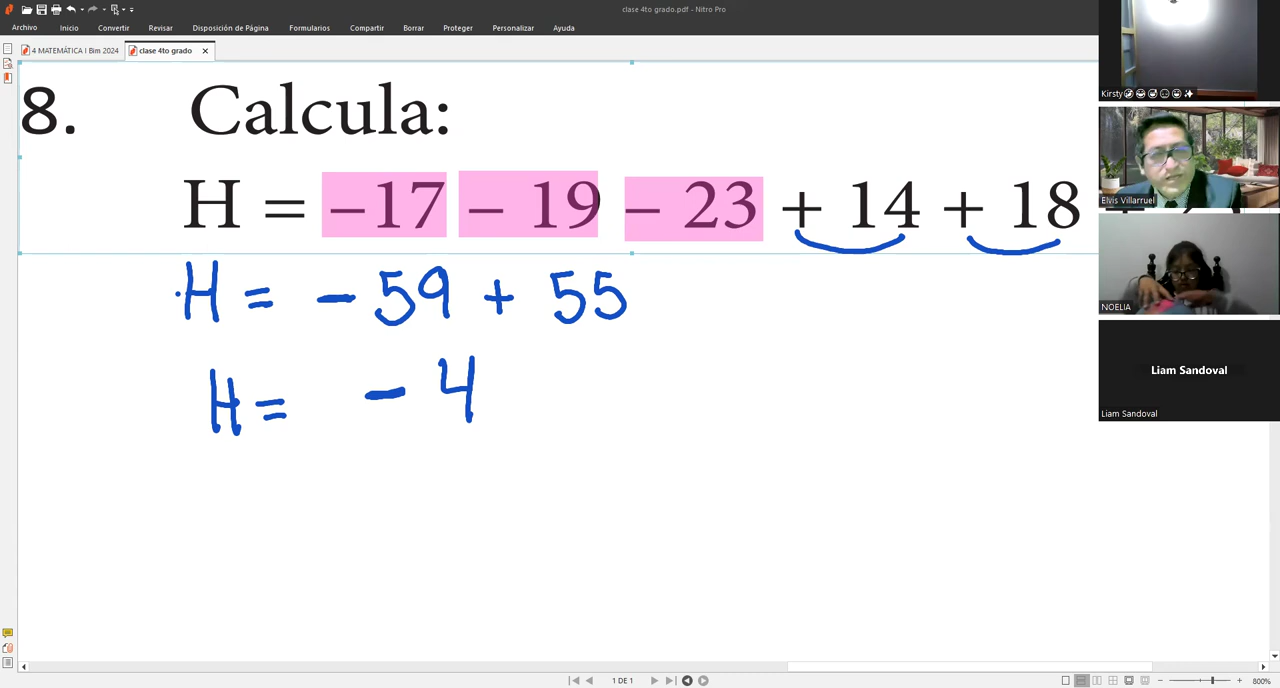 clase 4to grado.pdf - Nitro Pro
Archivo Inicio Convertir Revisar Disposición de Página Formularios Compartir Borrar Proteger Personalizar Ayuda
4 MATEMÁTICA I Bim 2024 clase 4to grado
8. Calcula:
H = –17 – 19 – 23 + 14 + 18
H = - 59 + 55
H = - 4
Kirsty
Elvis Villarruel
NOELIA
Liam Sandoval
Liam Sandoval
1 DE 1
800%